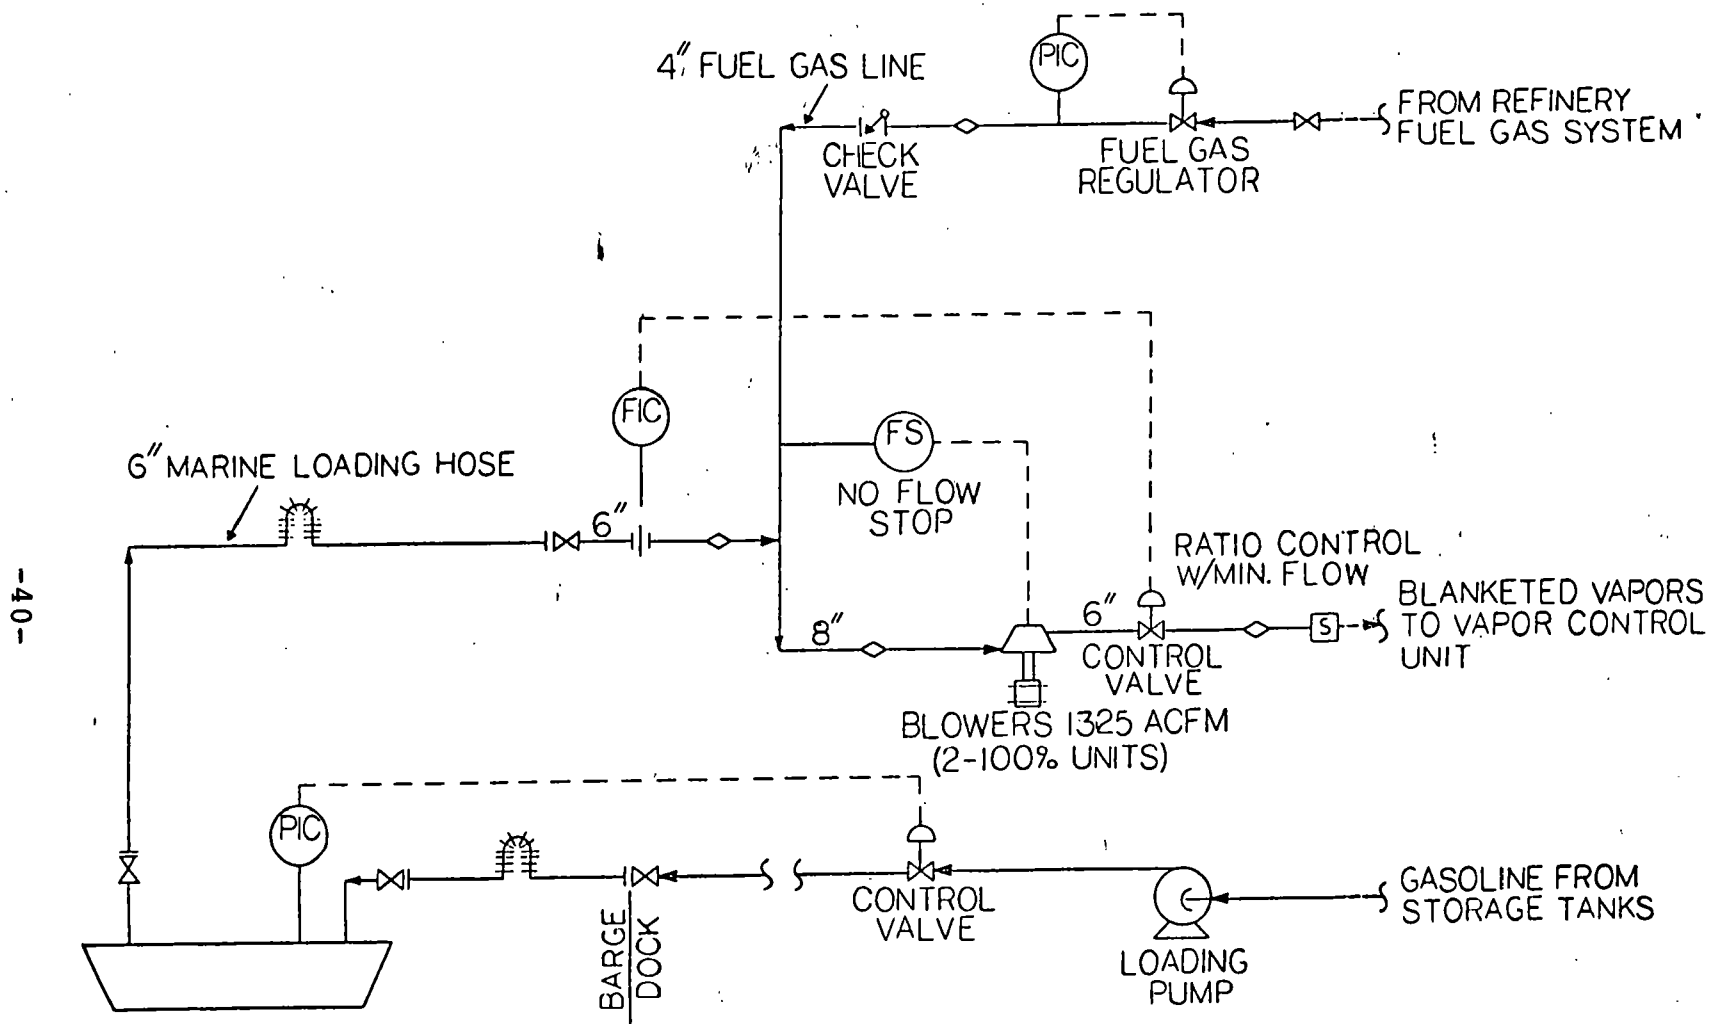 PIC
4" FUEL GAS LINE
FROM REFINERY
FUEL GAS SYSTEM
CHECK
VALVE
FUEL GAS
REGULATOR
FIC
6" MARINE LOADING HOSE
FS
NO FLOW
STOP
6"
RATIO CONTROL
W/MIN. FLOW
-40-
8"
6"
S
BLANKETED VAPORS
TO VAPOR CONTROL
UNIT
CONTROL
VALVE
BLOWERS 1325 ACFM
(2-100% UNITS)
PIC
CONTROL
VALVE
GASOLINE FROM
STORAGE TANKS
BARGE
DOCK
LOADING
PUMP